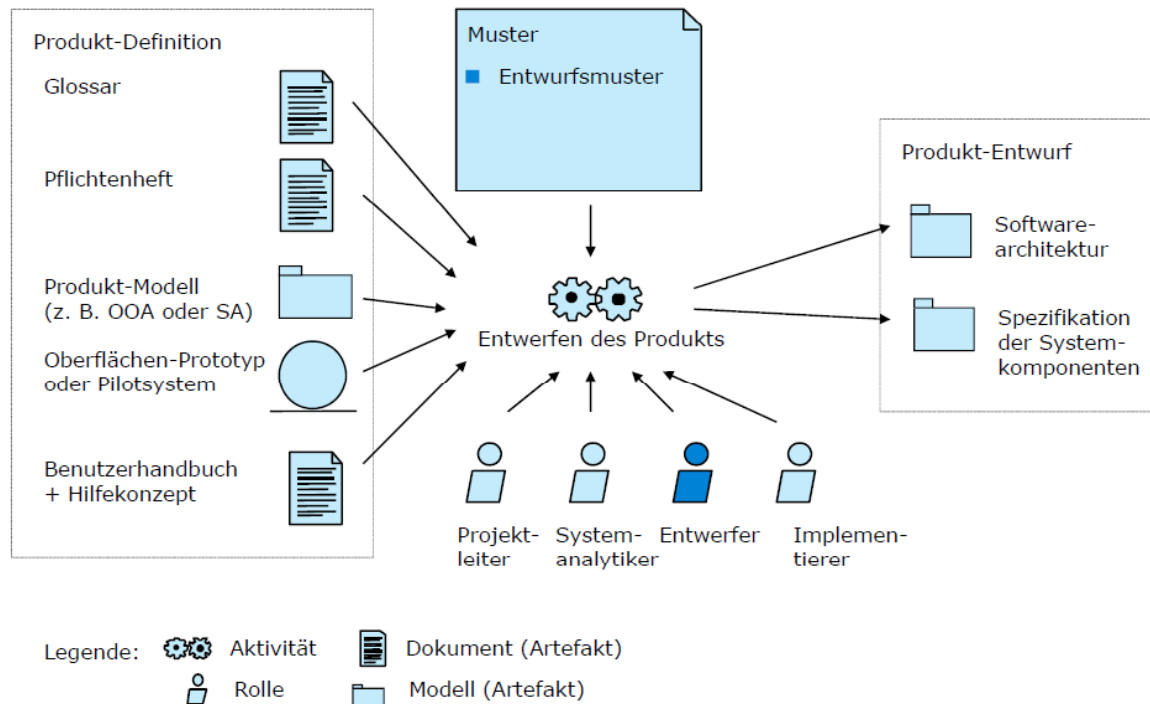 Produkt-Definition
Glossar
Pflichtenheft
Produkt-Modell
(z. B. OOA oder SA)
Oberflächen-Prototyp
oder Pilotsystem
Benutzerhandbuch
+ Hilfekonzept
Muster
Entwurfsmuster
Entwerfen des Produkts
Projekt-
leiter
System-
analytiker
Entwerfer
Implemen-
tierer
Produkt-Entwurf
Software-
architektur
Spezifikation
der System-
komponenten
Legende:
Aktivität
Dokument (Artefakt)
Rolle
Modell (Artefakt)